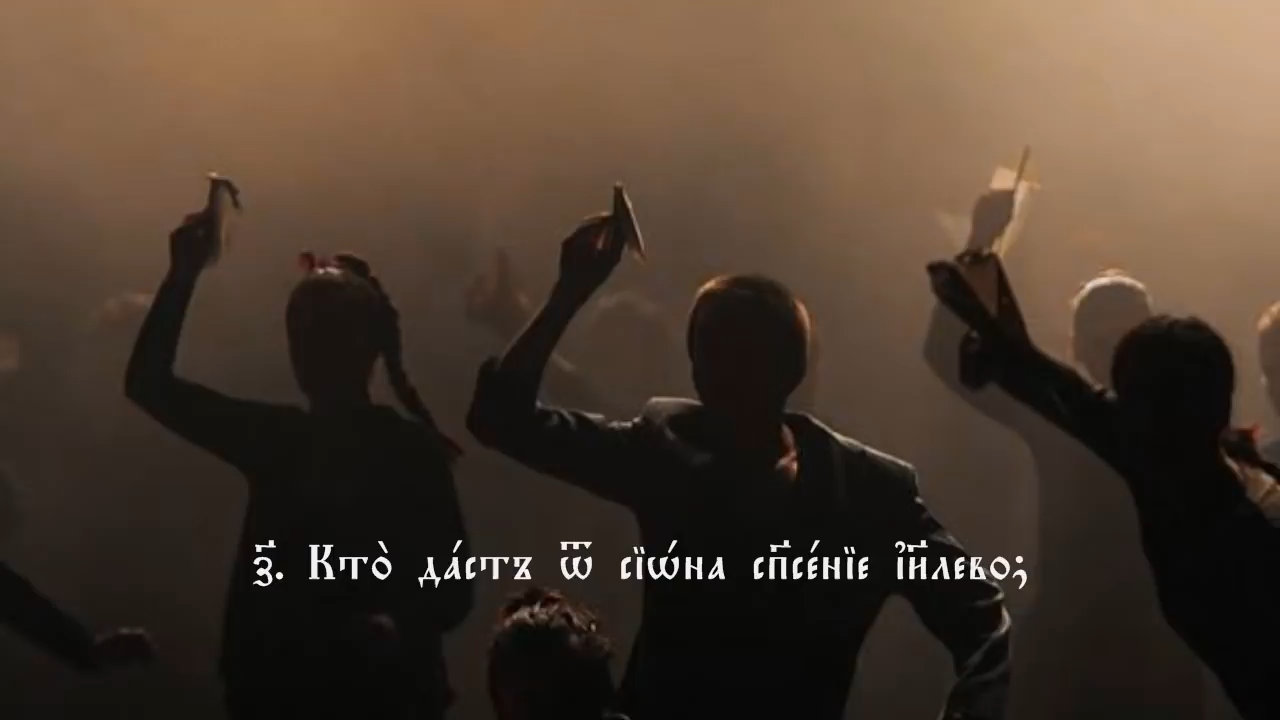 з҃. Кто̀ да́стъ ѿ сїѡ́на сп҃се́нїе і҆и҃лево;